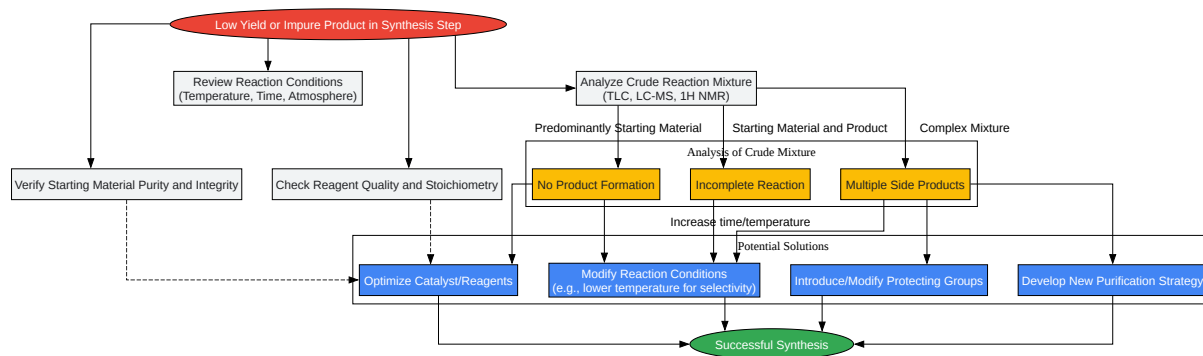 Low Yield or Impure Product in Synthesis Step
Review Reaction Conditions
(Temperature, Time, Atmosphere)
Analyze Crude Reaction Mixture
(TLC, LC-MS, 1H NMR)
Predominantly Starting Material
Starting Material and Product
Complex Mixture
Analysis of Crude Mixture
Verify Starting Material Purity and Integrity
Check Reagent Quality and Stoichiometry
No Product Formation
Incomplete Reaction
Multiple Side Products
Increase time/temperature
Potential Solutions
Optimize Catalyst/Reagents
Modify Reaction Conditions
(e.g., lower temperature for selectivity)
Introduce/Modify Protecting Groups
Develop New Purification Strategy
Successful Synthesis